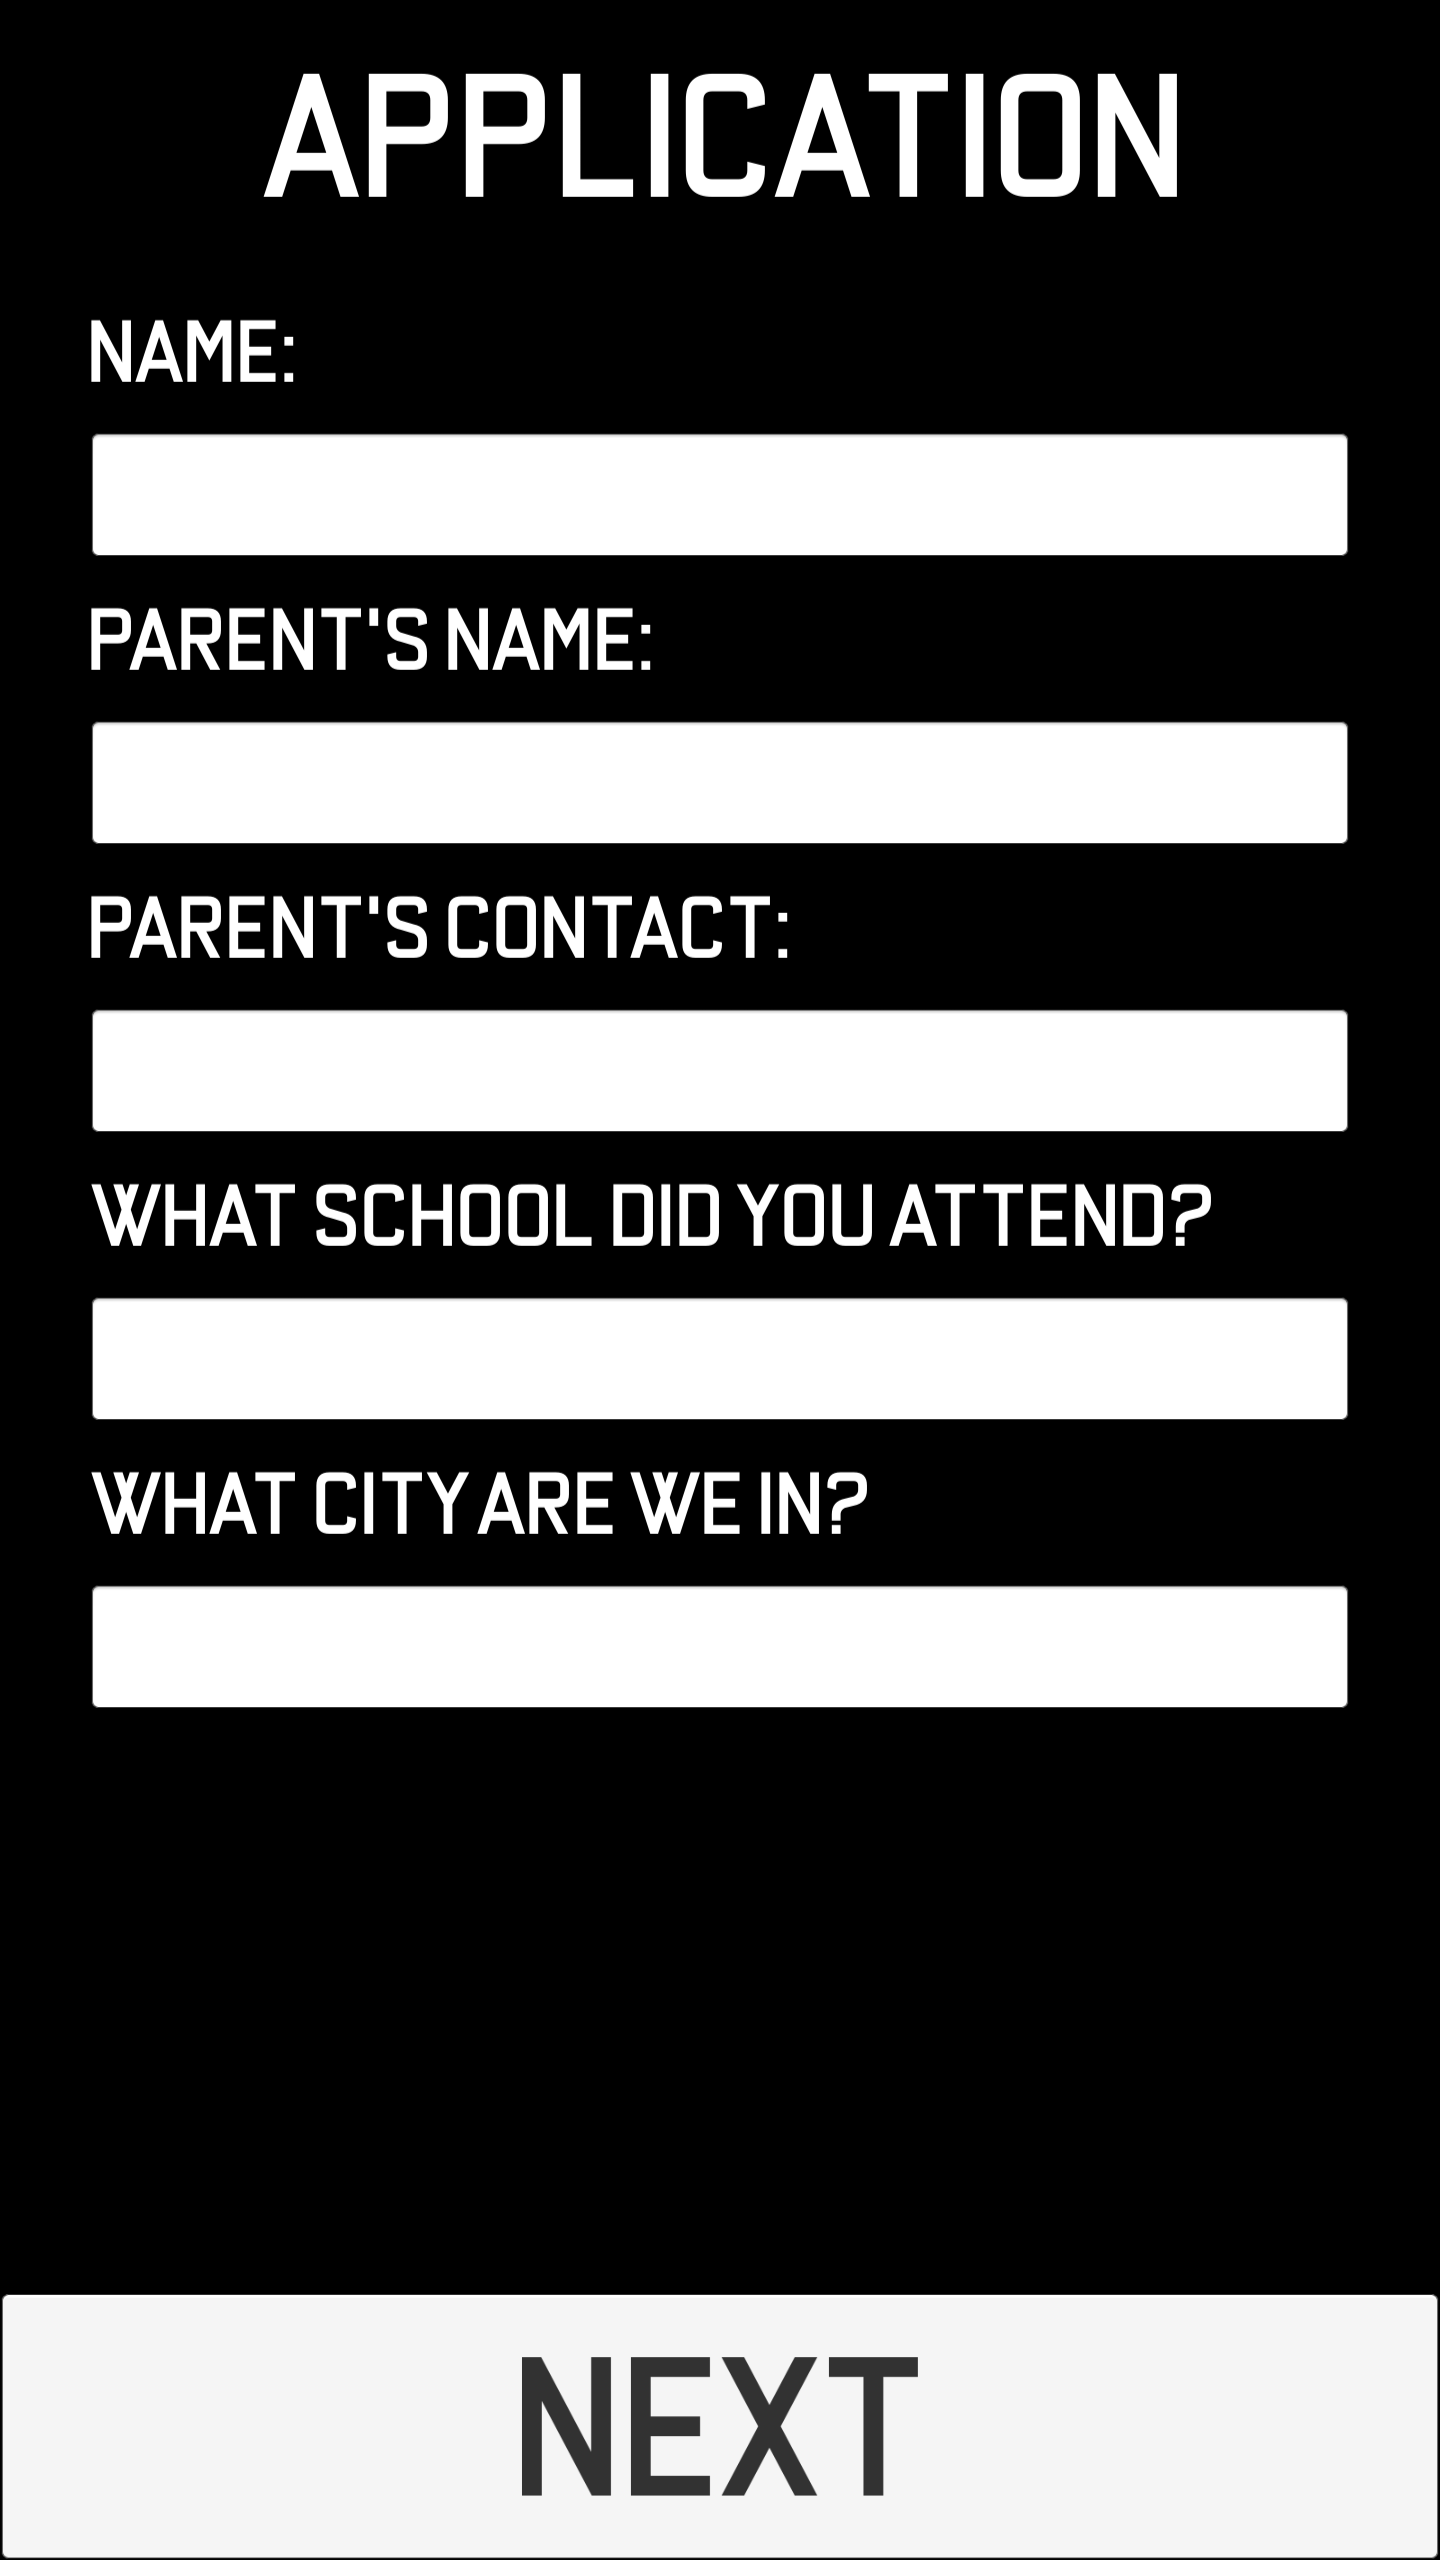 APPLICATION
NAME:
PARENT'S NAME:
PARENT'S CONTACT:
WHAT SCHOOL DID YOU ATTEND?
WHAT CITY ARE WE IN?
NEXT